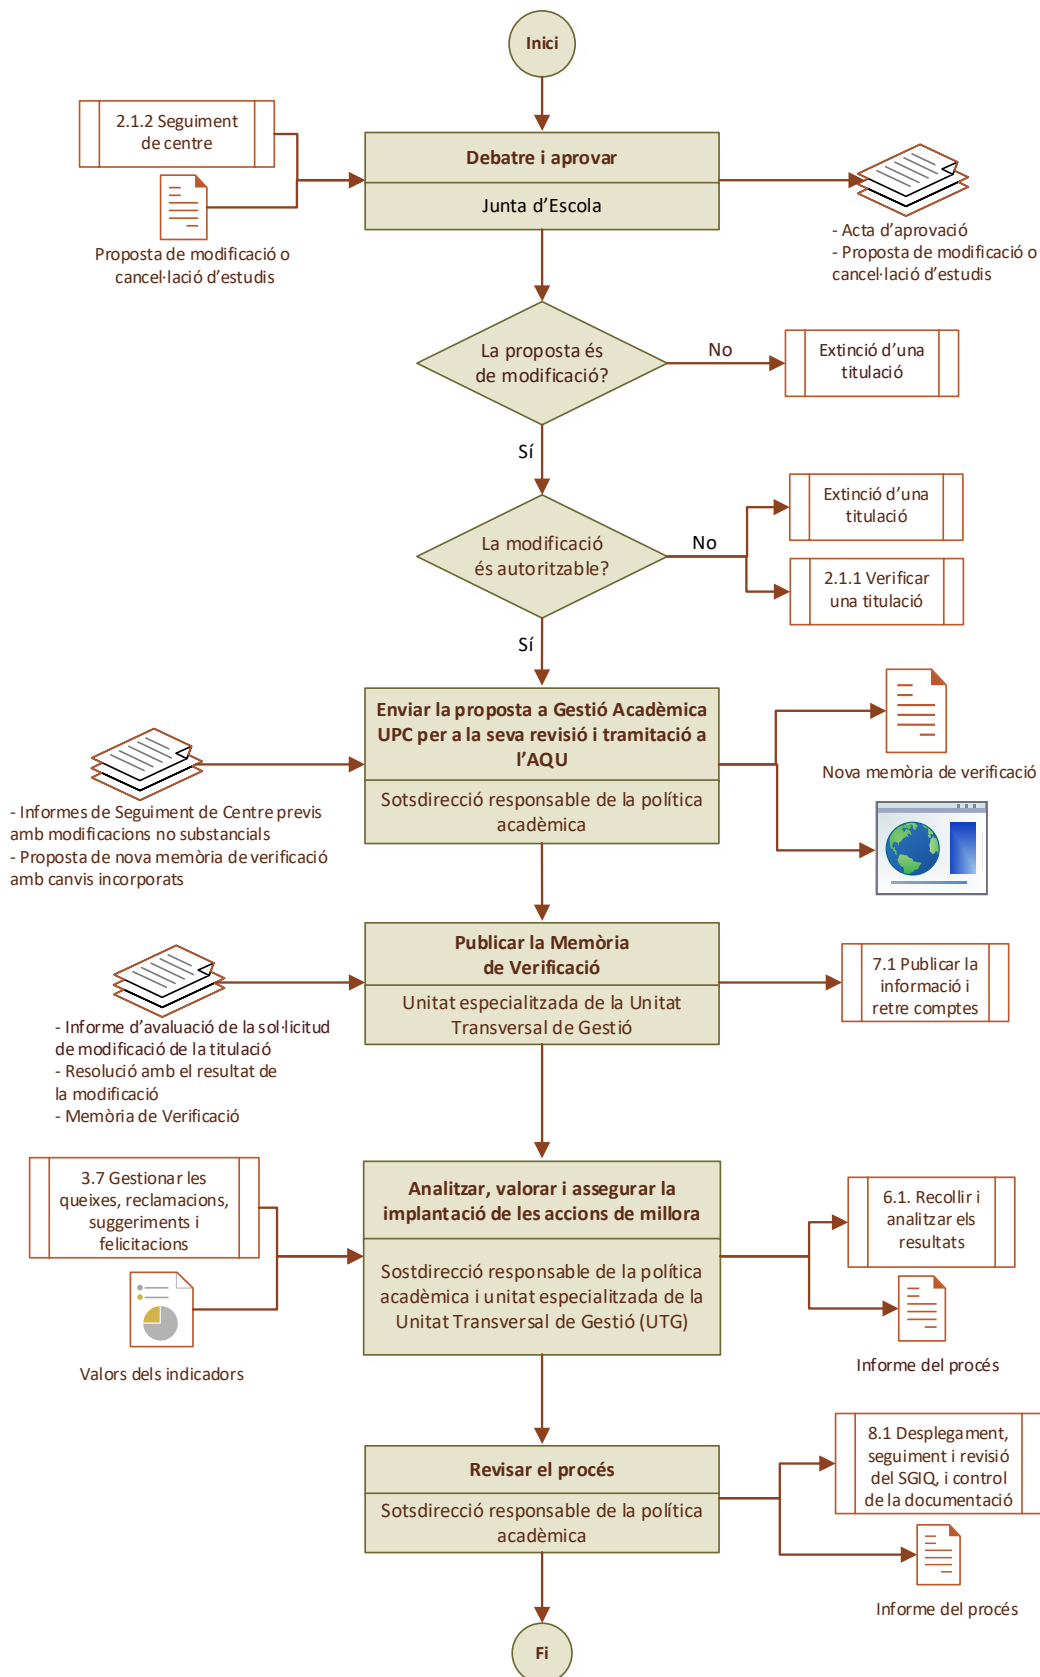 Inici
2.1.2 Seguiment
de centre
Proposta de modificació o
cancel·lació d'estudis
Debatre i aprovar
Junta d'Escola
- Acta d'aprovació
- Proposta de modificació o
cancel·lació d'estudis
La proposta és
de modificació?
No
Extinció d'una
titulació
Sí
La modificació
és autoritzable?
No
Extinció d'una
titulació
2.1.1 Verificar
una titulació
Sí
Enviar la proposta a Gestió Acadèmica
UPC per a la seva revisió i tramitació a
l'AQU
Sotsdirecció responsable de la política
acadèmica
- Informes de Seguiment de Centre previs
amb modificacions no substancials
- Proposta de nova memòria de verificació
amb canvis incorporats
Nova memòria de verificació
Publicar la Memòria
de Verificació
Unitat especialitzada de la Unitat
Transversal de Gestió
- Informe d'avaluació de la sol·licitud
de modificació de la titulació
- Resolució amb el resultat de
la modificació
- Memòria de Verificació
7.1 Publicar la
informació i
retre comptes
3.7 Gestionar les
queixes, reclamacions,
suggeriments i
felicitacions
Valors dels indicadors
Analitzar, valorar i assegurar la
implantació de les accions de millora
Sostdirecció responsable de la política
acadèmica i unitat especialitzada de la
Unitat Transversal de Gestió (UTG)
6.1. Recollir i
analitzar els
resultats
Informe del procés
Revisar el procés
Sotsdirecció responsable de la política
acadèmica
8.1 Desplegament,
seguiment i revisió
del SGIQ, i control
de la documentació
Informe del procés
Fi